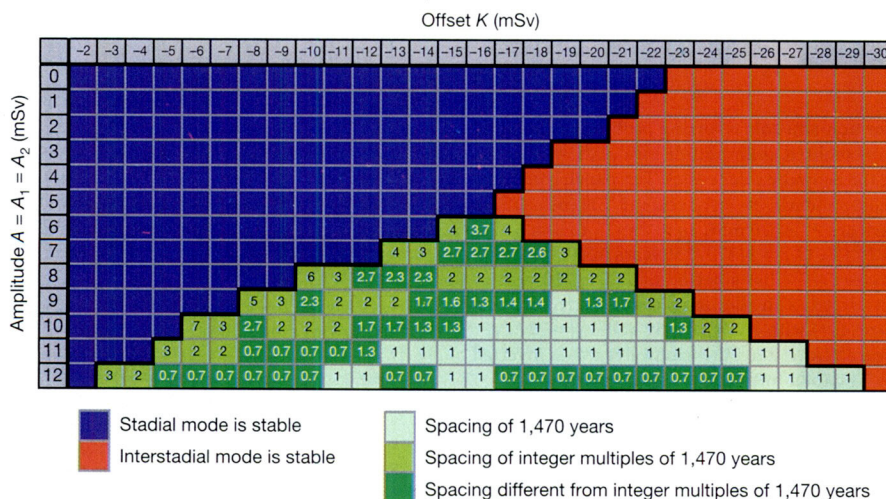 Offset K (mSv)
-2 -3 -4 -5 -6 -7 -8 -9 -10 -11 -12 -13 -14 -15 -16 -17 -18 -19 -20 -21 -22 -23 -24 -25 -26 -27 -28 -29 -30
Amplitude A = A1 = A2 (mSv)
0
1
2
3
4
5
6 4 3.7 4
7 4 3 2.7 2.7 2.7 2.6 3
8 6 3 2.7 2.3 2.3 2 2 2 2 2 2 2
9 5 3 2.3 2 2 2 1.7 1.6 1.3 1.4 1.4 1 1.3 1.7 2 2
10 7 3 2.7 2 2 2 1.7 1.7 1.3 1.3 1 1 1 1 1 1 1 1.3 2 2
11 3 2 2 0.7 0.7 0.7 0.7 1.3 1 1 1 1 1 1 1 1 1 1 1 1 1 1 1
12 3 2 0.7 0.7 0.7 0.7 0.7 0.7 1 1 0.7 0.7 1 1 0.7 0.7 0.7 0.7 0.7 0.7 0.7 0.7 0.7 1 1 1 1
Stadial mode is stable
Interstadial mode is stable
Spacing of 1,470 years
Spacing of integer multiples of 1,470 years
Spacing different from integer multiples of 1,470 years